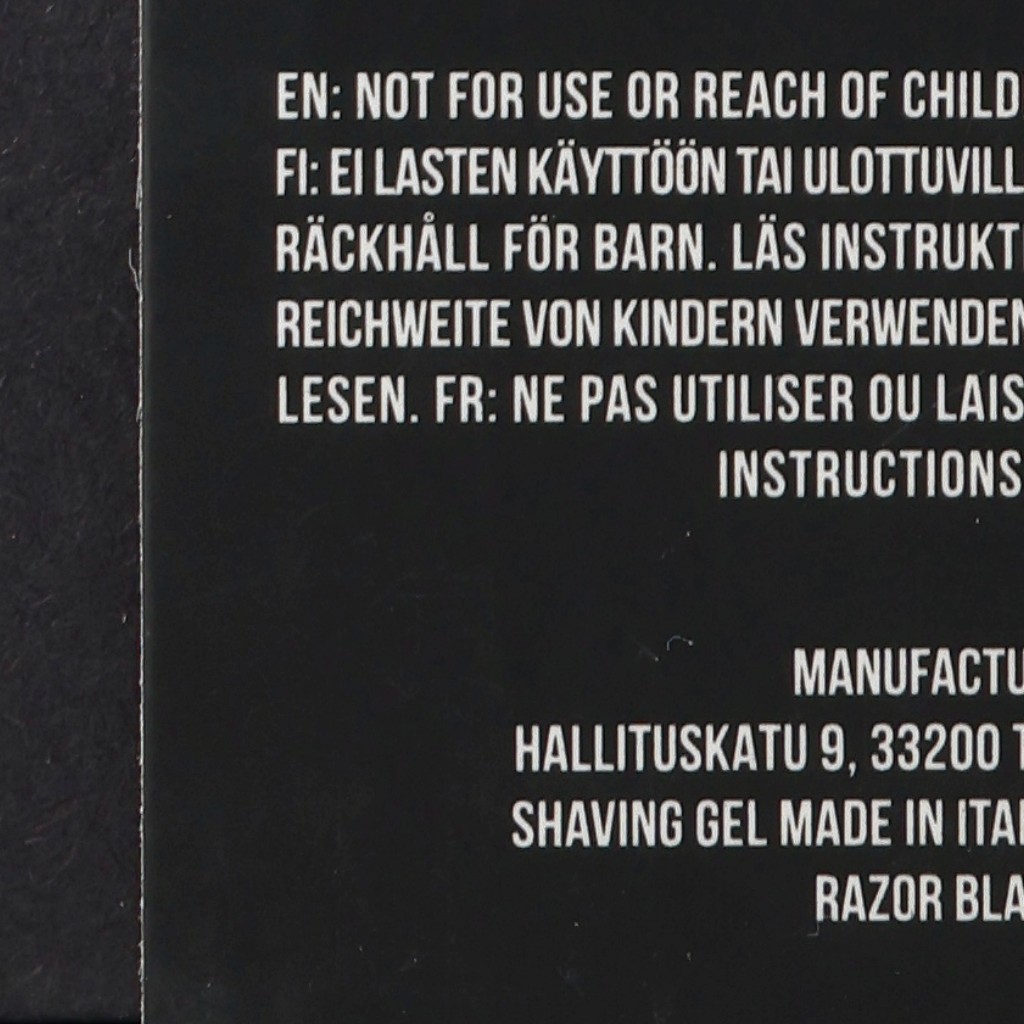 EN: NOT FOR USE OR REACH OF CHILD
FI: EI LASTEN KÄYTTÖÖN TAI ULOTTUVILL
RÄCKHÅLL FÖR BARN. LÄS INSTRUKT
REICHWEITE VON KINDERN VERWENDEN
LESEN. FR: NE PAS UTILISER OU LAIS
INSTRUCTIONS
MANUFACTU
HALLITUSKATU 9, 33200 T
SHAVING GEL MADE IN ITA
RAZOR BLA